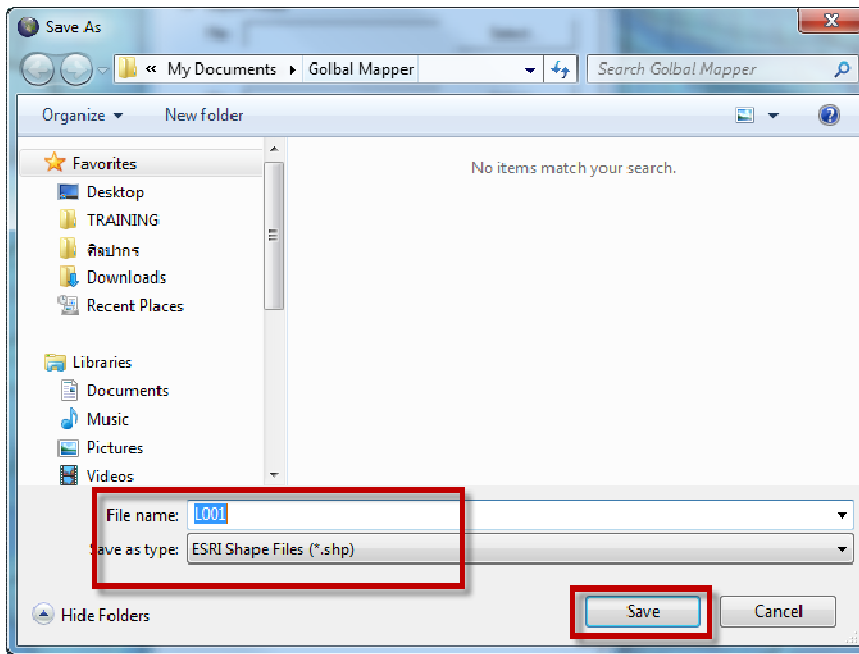 Save As
« My Documents ▸ Golbal Mapper
Search Golbal Mapper
Organize
New folder
Favorites
No items match your search.
Desktop
TRAINING
ศิลปากร
Downloads
Recent Places
Libraries
Documents
Music
Pictures
Videos
File name: L001
Save as type: ESRI Shape Files (*.shp)
Hide Folders
Save
Cancel